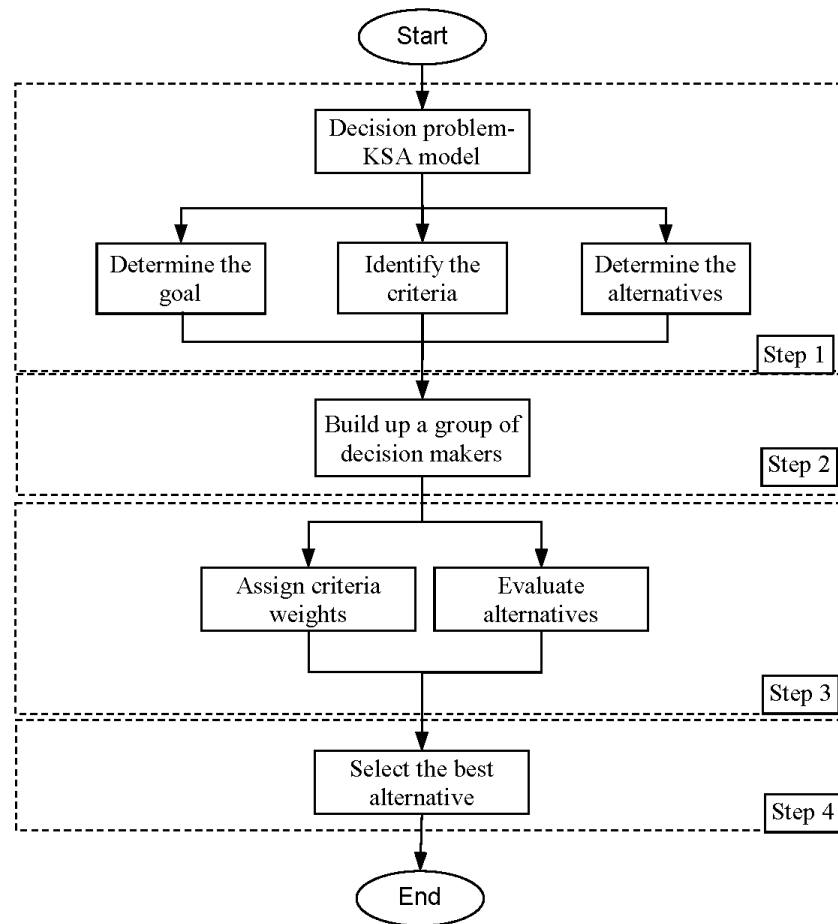 Start
Decision problem-
KSA model
Determine the
goal
Identify the
criteria
Determine the
alternatives
Step 1
Build up a group of
decision makers
Step 2
Assign criteria
weights
Evaluate
alternatives
Step 3
Select the best
alternative
Step 4
End